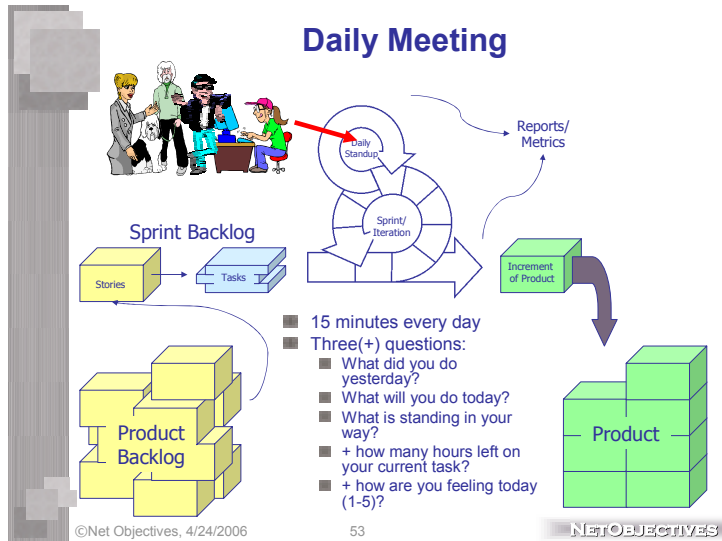 Daily Meeting
Daily
Standup
Reports/
Metrics
Sprint/
Iteration
Sprint Backlog
Stories
Tasks
Increment
of Product
15 minutes every day
Three(+) questions:
What did you do
yesterday?
What will you do today?
What is standing in your
way?
+ how many hours left on
your current task?
+ how are you feeling today
(1-5)?
Product
Backlog
Product
©Net Objectives, 4/24/2006
53
NETOBJECTIVES